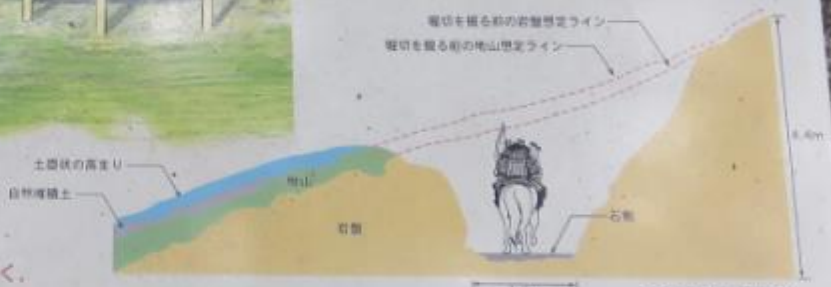 堀切を掘る前の岩盤想定ライン
堀切を掘る前の地山想定ライン
土塁状の高まり
自然堆積土
地山
岩盤
石敷
く.